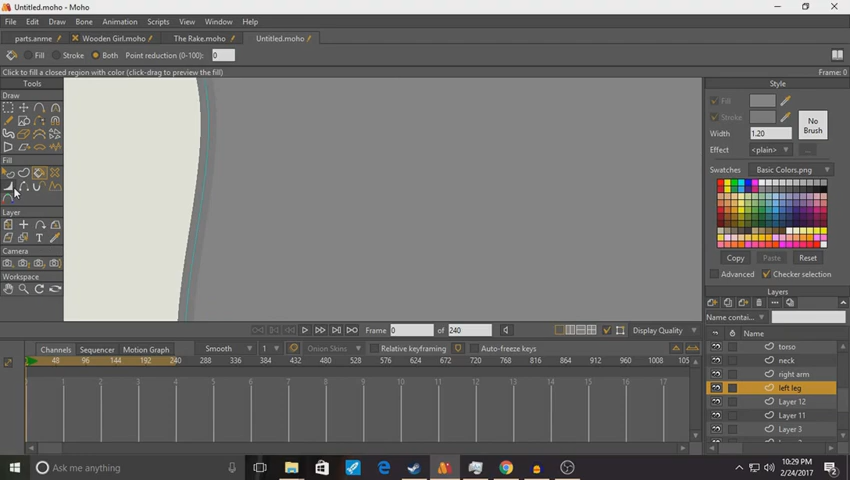 Untitled.moho - Moho
File Edit Draw Bone Animation Scripts View Window Help
parts.anme Wooden Girl.moho The Rake.moho Untitled.moho
Fill Stroke Both Point reduction (0-100): 0
Click to fill a closed region with color (click-drag to preview the fill) Frame: 0
Tools
Draw
Fill
Layer
T
Camera
Workspace
Style
Fill
Stroke
No Brush
Width 1.20
Effect <plain> ...
Swatches Basic Colors.png
Copy Paste Reset
Advanced Checker selection
Layers
Name contai...
Name
torso
neck
right arm
left leg
Layer 12
Layer 11
Layer 3
Frame 0 of 240 Display Quality
Channels Sequencer Motion Graph Smooth 1 Onion Skins Relative keyframing Auto-freeze keys
48 96 144 192 240 288 336 384 432 480 528 576 624 672 720 768 816 864 912 960 1008 105
1 2 3 4 5 6 7 8 9 10 11 12 13 14 15 16 17
Ask me anything
10:29 PM
2/24/2017
2